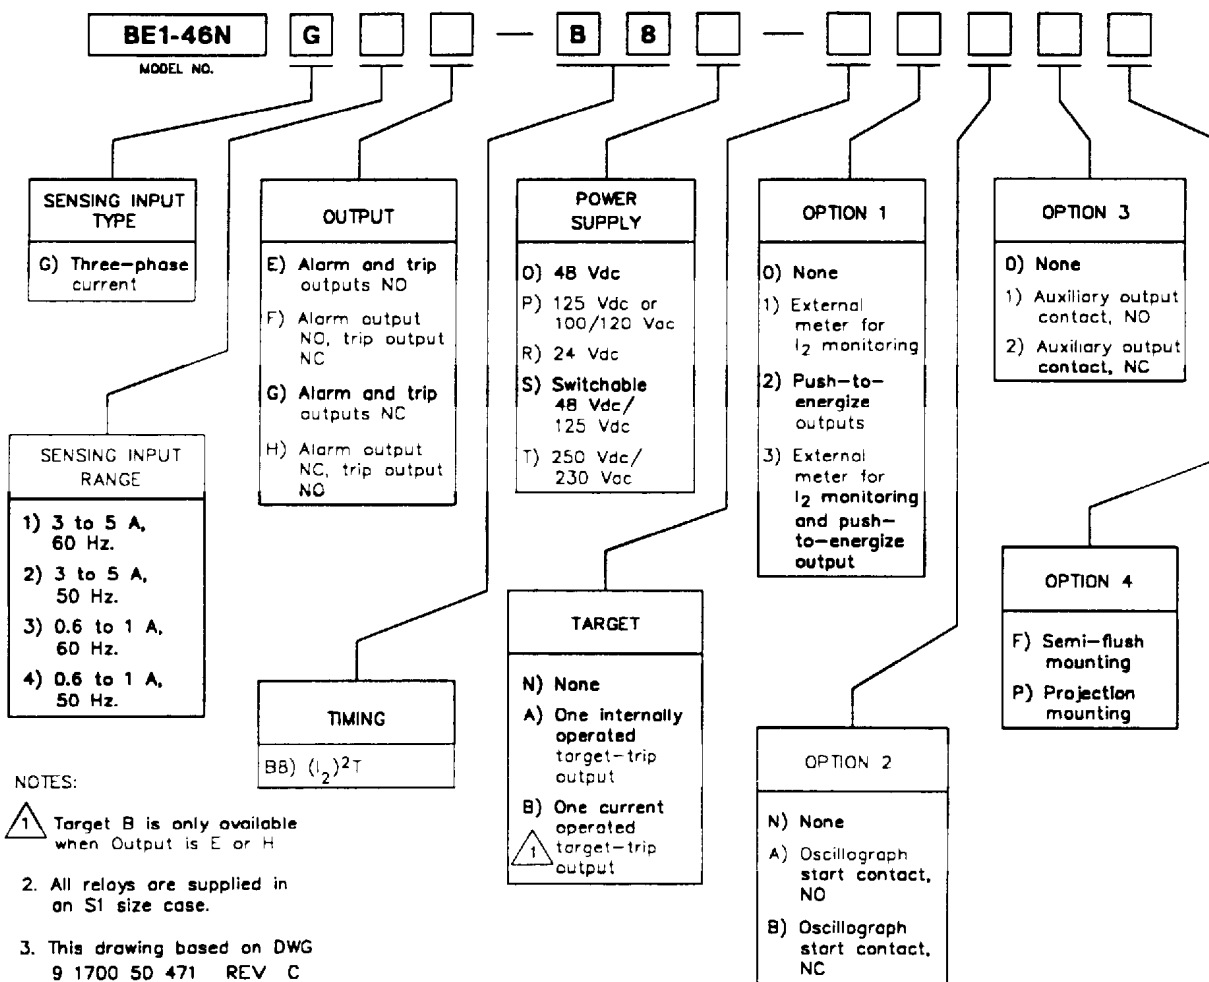 BE1-46N G — B 8 —
MODEL NO.
SENSING INPUT
TYPE
G) Three-phase
current
SENSING INPUT
RANGE
1) 3 to 5 A,
60 Hz.
2) 3 to 5 A,
50 Hz.
3) 0.6 to 1 A,
60 Hz.
4) 0.6 to 1 A,
50 Hz.
OUTPUT
E) Alarm and trip
outputs NO
F) Alarm output
NO, trip output
NC
G) Alarm and trip
outputs NC
H) Alarm output
NC, trip output
NO
TIMING
B8) (I2)²T
POWER
SUPPLY
O) 48 Vdc
P) 125 Vdc or
100/120 Vac
R) 24 Vdc
S) Switchable
48 Vdc/
125 Vdc
T) 250 Vdc/
230 Vac
TARGET
N) None
A) One internally
operated
target-trip
output
B) One current
operated
1 target-trip
output
OPTION 1
0) None
1) External
meter for
I2 monitoring
2) Push-to-
energize
outputs
3) External
meter for
I2 monitoring
and push-
to-energize
output
OPTION 2
N) None
A) Oscillograph
start contact,
NO
B) Oscillograph
start contact,
NC
OPTION 3
0) None
1) Auxiliary output
contact, NO
2) Auxiliary output
contact, NC
OPTION 4
F) Semi-flush
mounting
P) Projection
mounting
NOTES:
1 Target B is only available
when Output is E or H
2. All relays are supplied in
an S1 size case.
3. This drawing based on DWG
9 1700 50 471 REV C